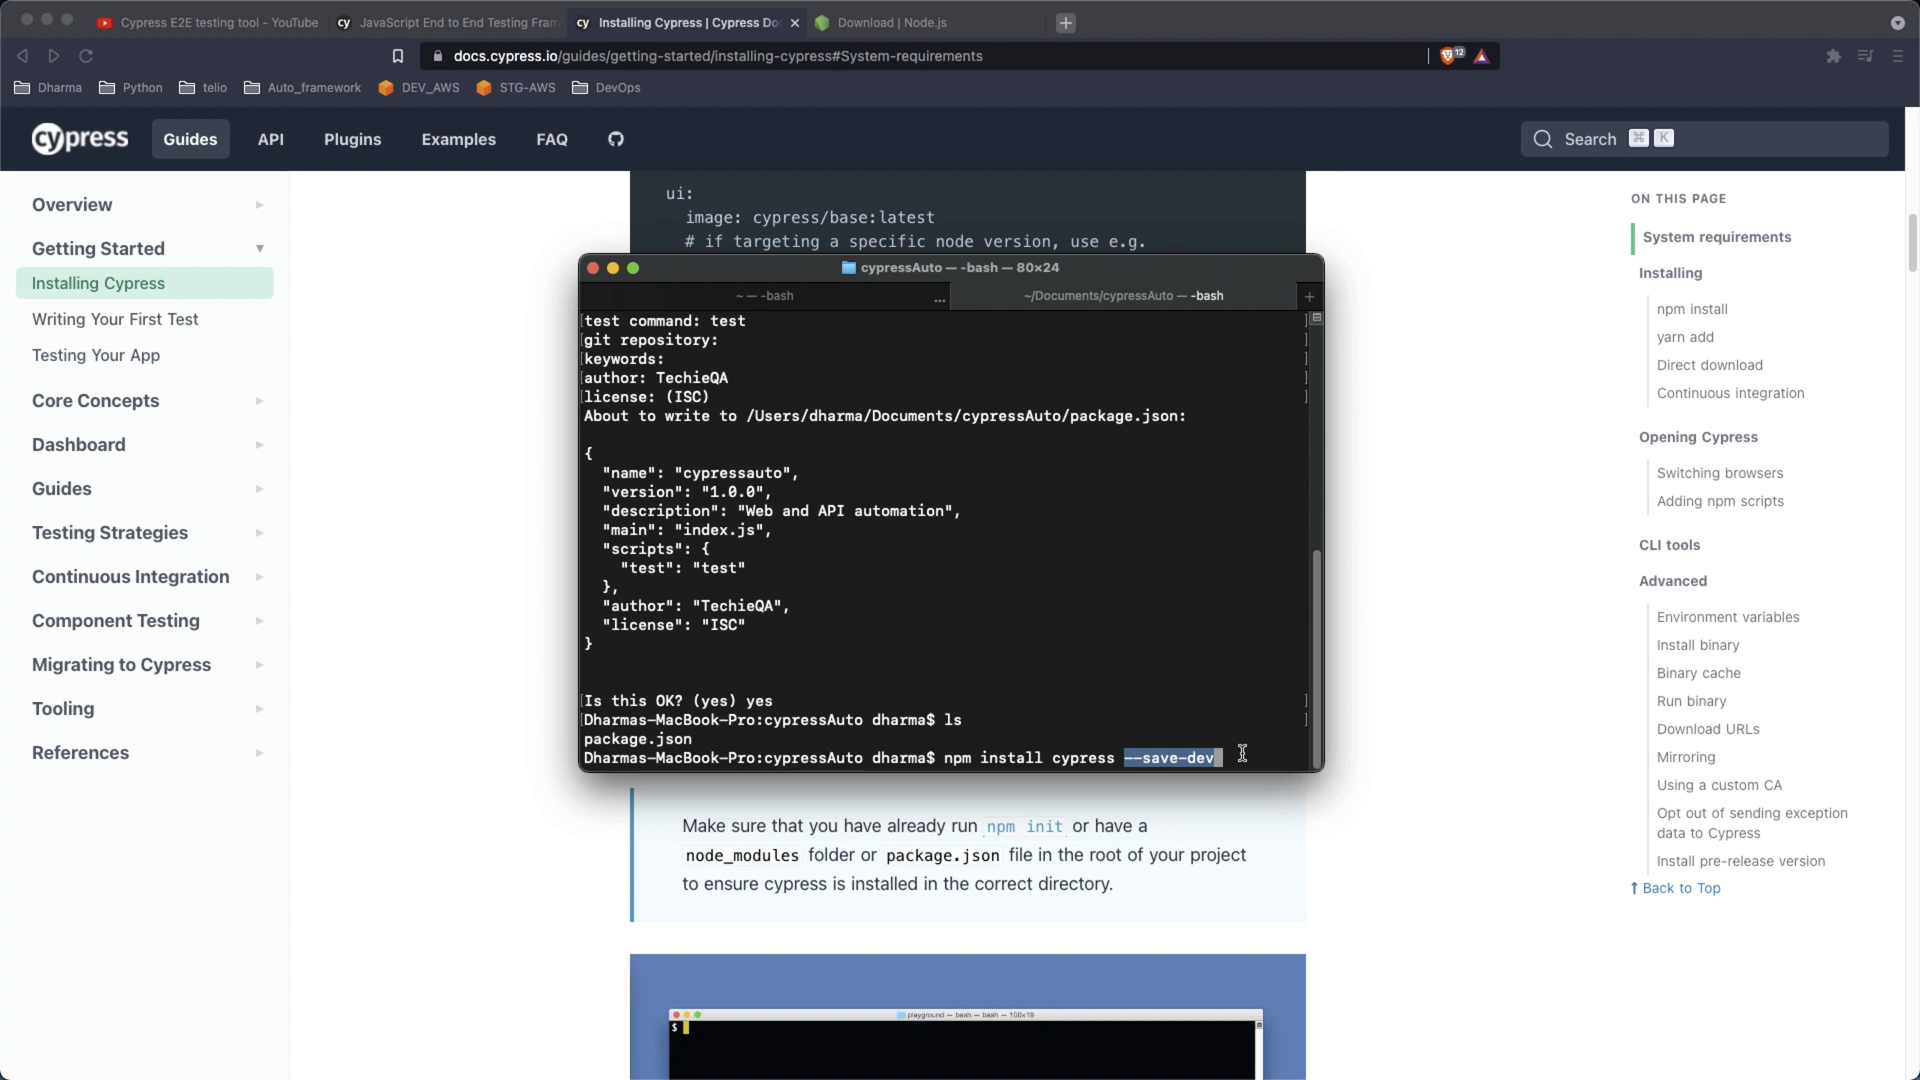 Cypress E2E testing tool - YouTube
JavaScript End to End Testing Fram
Installing Cypress | Cypress Do
Download | Node.js
docs.cypress.io/guides/getting-started/installing-cypress#System-requirements
12
Dharma
Python
telio
Auto_framework
DEV_AWS
STG-AWS
DevOps
cypress
Guides
API
Plugins
Examples
FAQ
Search ⌘ K
Overview
Getting Started
Installing Cypress
Writing Your First Test
Testing Your App
Core Concepts
Dashboard
Guides
Testing Strategies
Continuous Integration
Component Testing
Migrating to Cypress
Tooling
References
ui:
image: cypress/base:latest
# if targeting a specific node version, use e.g.
cypressAuto — -bash — 80×24
~ — -bash
...
~/Documents/cypressAuto — -bash
[test command: test ]
[git repository: ]
[keywords: ]
[author: TechieQA ]
[license: (ISC) ]
About to write to /Users/dharma/Documents/cypressAuto/package.json:
{
"name": "cypressauto",
"version": "1.0.0",
"description": "Web and API automation",
"main": "index.js",
"scripts": {
"test": "test"
},
"author": "TechieQA",
"license": "ISC"
}
[Is this OK? (yes) yes ]
[Dharmas-MacBook-Pro:cypressAuto dharma$ ls ]
package.json
Dharmas-MacBook-Pro:cypressAuto dharma$ npm install cypress --save-dev
Make sure that you have already run npm init or have a
node_modules folder or package.json file in the root of your project
to ensure cypress is installed in the correct directory.
playground — bash — bash — 100×19
$
ON THIS PAGE
System requirements
Installing
npm install
yarn add
Direct download
Continuous integration
Opening Cypress
Switching browsers
Adding npm scripts
CLI tools
Advanced
Environment variables
Install binary
Binary cache
Run binary
Download URLs
Mirroring
Using a custom CA
Opt out of sending exception
data to Cypress
Install pre-release version
↑ Back to Top